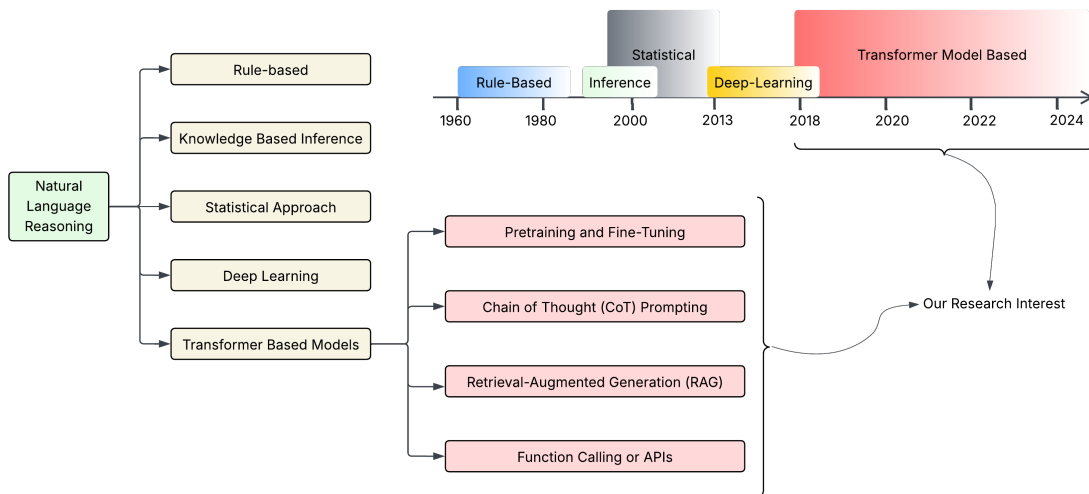 Natural
Language
Reasoning
Rule-based
Knowledge Based Inference
Statistical Approach
Deep Learning
Transformer Based Models
Pretraining and Fine-Tuning
Chain of Thought (CoT) Prompting
Retrieval-Augmented Generation (RAG)
Function Calling or APIs
Statistical
Transformer Model Based
Rule-Based
Inference
Deep-Learning
1960
1980
2000
2013
2018
2020
2022
2024
Our Research Interest